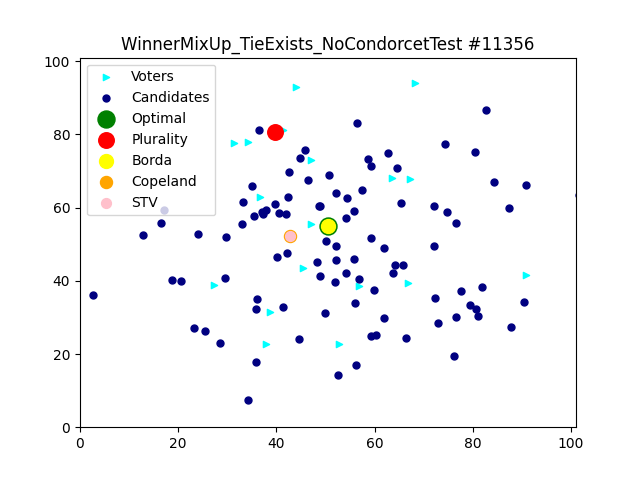 WinnerMixUp_TieExists_NoCondorcetTest #11356
Voters
Candidates
Optimal
Plurality
Borda
Copeland
STV
100
80
60
40
20
0
0 20 40 60 80 100